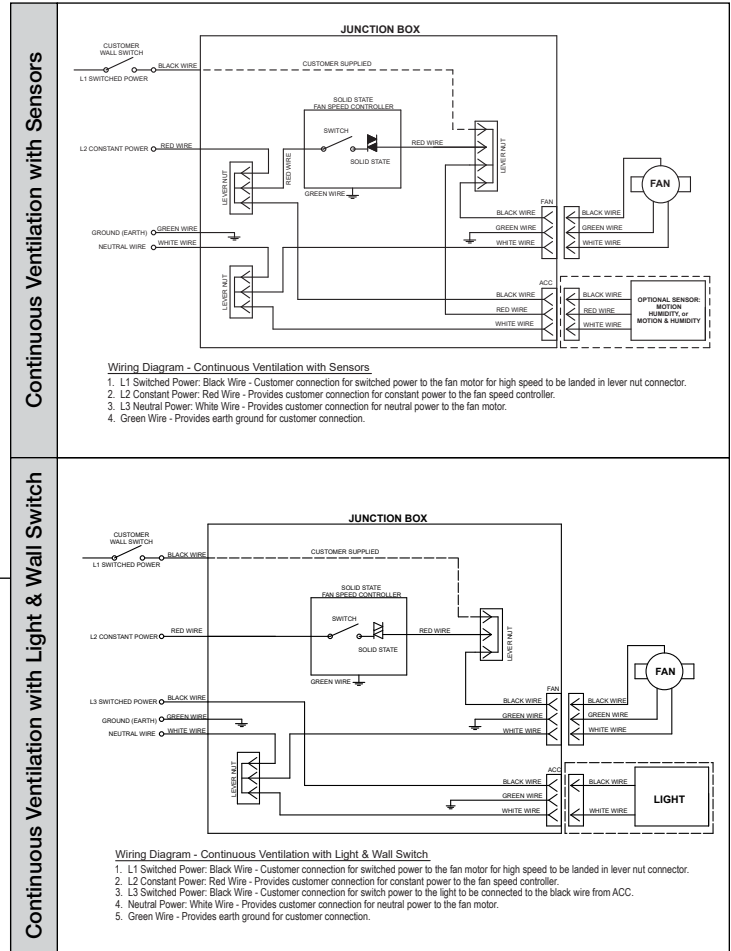 Continuous Ventilation with Sensors
JUNCTION BOX
CUSTOMER
WALL SWITCH
BLACK WIRE
CUSTOMER SUPPLIED
L1 SWITCHED POWER
SOLID STATE
FAN SPEED CONTROLLER
SWITCH
RED WIRE
SOLID STATE
LEVER NUT
L2 CONSTANT POWER
RED WIRE
LEVER NUT
RED WIRE
GREEN WIRE
FAN
FAN
BLACK WIRE
BLACK WIRE
GREEN WIRE
GREEN WIRE
WHITE WIRE
WHITE WIRE
GROUND (EARTH)
GREEN WIRE
NEUTRAL WIRE
WHITE WIRE
LEVER NUT
ACC
BLACK WIRE
BLACK WIRE
RED WIRE
RED WIRE
WHITE WIRE
WHITE WIRE
OPTIONAL SENSOR:
MOTION
HUMIDITY, or
MOTION & HUMIDITY
Wiring Diagram - Continuous Ventilation with Sensors
1. L1 Switched Power: Black Wire - Customer connection for switched power to the fan motor for high speed to be landed in lever nut connector.
2. L2 Constant Power: Red Wire - Provides customer connection for constant power to the fan speed controller.
3. L3 Neutral Power: White Wire - Provides customer connection for neutral power to the fan motor.
4. Green Wire - Provides earth ground for customer connection.
Continuous Ventilation with Light & Wall Switch
JUNCTION BOX
CUSTOMER
WALL SWITCH
BLACK WIRE
CUSTOMER SUPPLIED
L1 SWITCHED POWER
SOLID STATE
FAN SPEED CONTROLLER
SWITCH
RED WIRE
SOLID STATE
LEVER NUT
L2 CONSTANT POWER
RED WIRE
GREEN WIRE
FAN
FAN
L3 SWITCHED POWER
BLACK WIRE
BLACK WIRE
BLACK WIRE
GROUND (EARTH)
GREEN WIRE
GREEN WIRE
GREEN WIRE
NEUTRAL WIRE
WHITE WIRE
WHITE WIRE
WHITE WIRE
LEVER NUT
ACC
BLACK WIRE
BLACK WIRE
GREEN WIRE
WHITE WIRE
WHITE WIRE
LIGHT
Wiring Diagram - Continuous Ventilation with Light & Wall Switch
1. L1 Switched Power: Black Wire - Customer connection for switched power to the fan motor for high speed to be landed in lever nut connector.
2. L2 Constant Power: Red Wire - Provides customer connection for constant power to the fan speed controller.
3. L3 Switched Power: Black Wire - Customer connection for switch power to the light to be connected to the black wire from ACC.
4. Neutral Power: White Wire - Provides customer connection for neutral power to the fan motor.
5. Green Wire - Provides earth ground for customer connection.